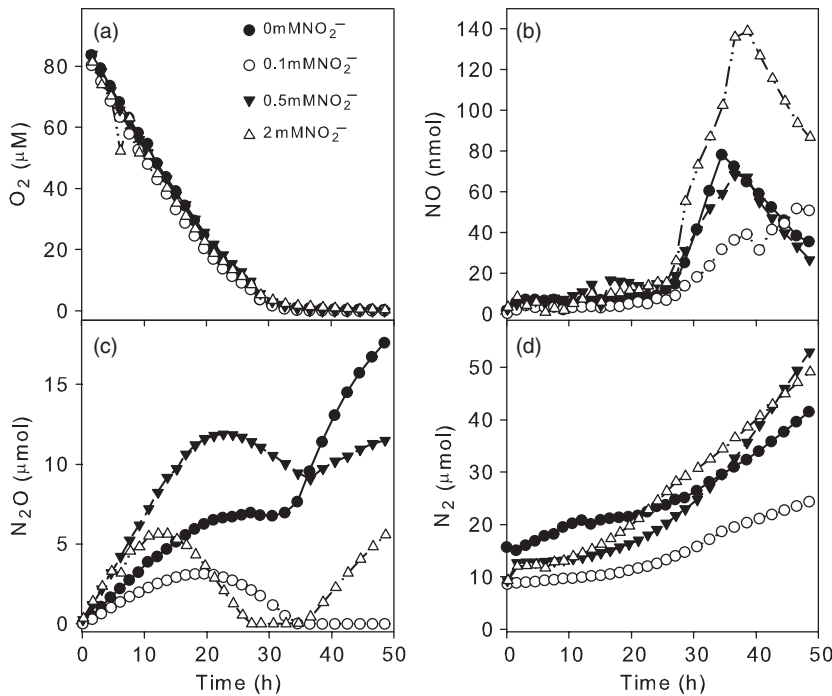 (a)
0mMNO₂⁻
0.1mMNO₂⁻
0.5mMNO₂⁻
2mMNO₂⁻
O₂ (μM)
80
60
40
20
0
(b)
NO (nmol)
140
120
100
80
60
40
20
0
(c)
N₂O (μmol)
15
10
5
0
0 10 20 30 40 50
Time (h)
(d)
N₂ (μmol)
50
40
30
20
10
0
0 10 20 30 40 50
Time (h)